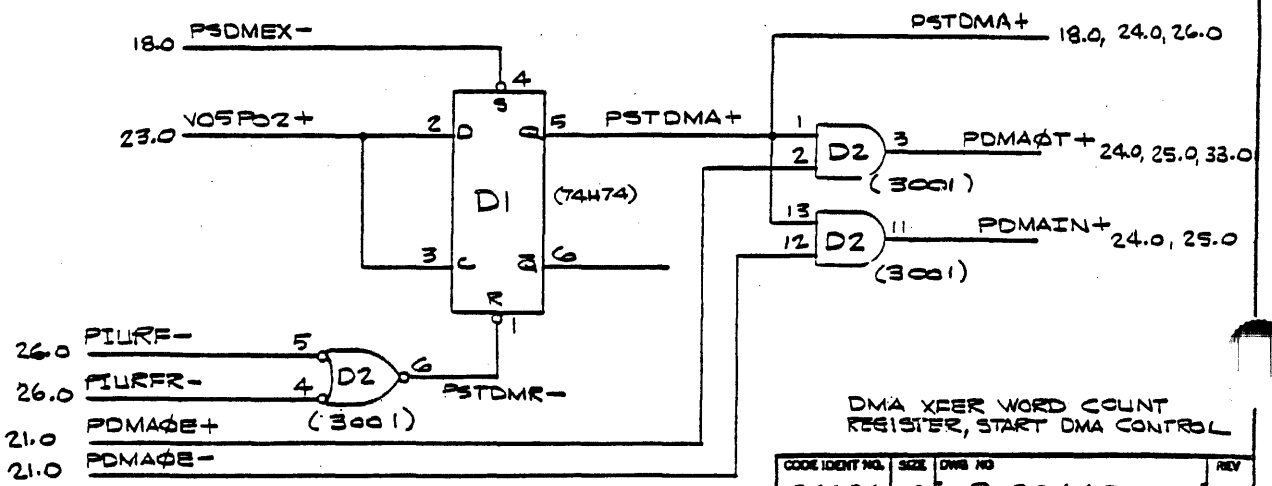 PSTDMA+
18.0, 24.0, 26.0
PSDMEX-
18.0
4
S
V05P02+
23.0
2
D
Q
5
PSTDMA+
1
2
D2
3
PDMAØT+
24.0, 25.0, 33.0
(3001)
D1
(74H74)
13
12
D2
11
PDMAIN+
24.0, 25.0
(3001)
3
C
Q
6
R
1
PIURF-
26.0
5
PIURFR-
26.0
4
D2
6
PSTDMR-
(3001)
PDMAØE+
21.0
PDMAØE-
21.0
DMA XFER WORD COUNT
REGISTER, START DMA CONTROL
CODE IDENT NO. SIZE DWG NO REV